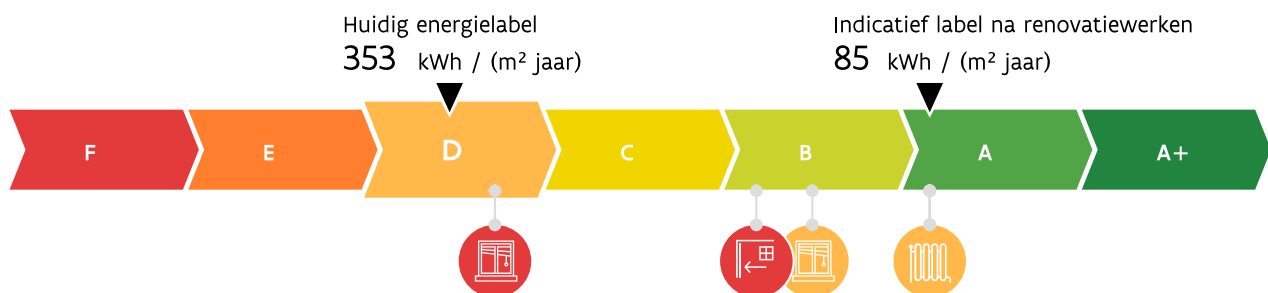 Huidig energielabel
353 kWh / (m² jaar)
Indicatief label na renovatiewerken
85 kWh / (m² jaar)
F
E
D
C
B
A
A+